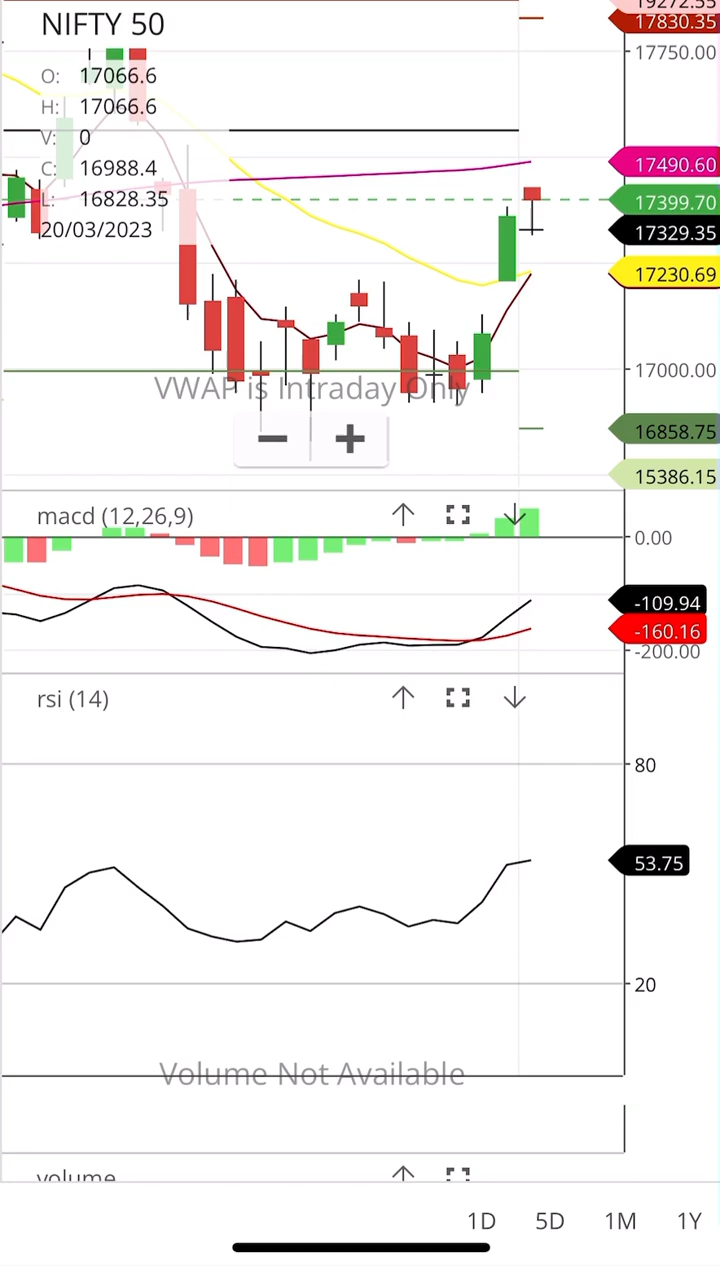 NIFTY 50
O: 17066.6
H: 17066.6
V: 0
C: 16988.4
L: 16828.35
20/03/2023
19272.55
17830.35
17750.00
17490.60
17399.70
17329.35
17230.69
17000.00
16858.75
15386.15
VWAP is Intraday Only
macd (12,26,9)
0.00
-109.94
-160.16
-200.00
rsi (14)
80
53.75
20
Volume Not Available
volume
1D 5D 1M 1Y